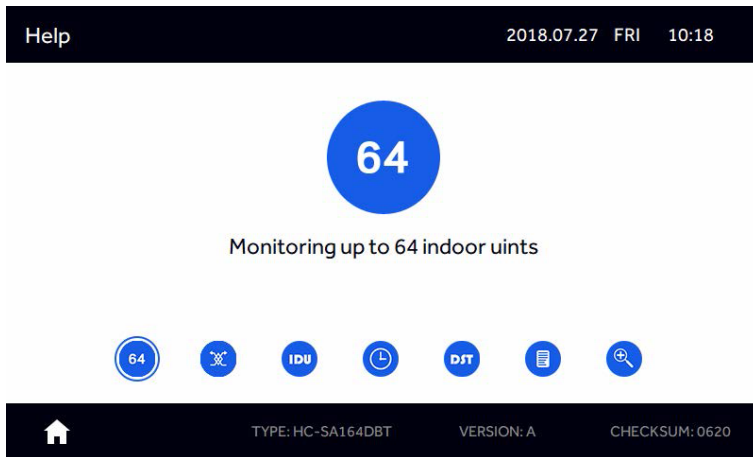 Help 2018.07.27 FRI 10:18
64
Monitoring up to 64 indoor uints
64 IDU DST
TYPE: HC-SA164DBT VERSION: A CHECKSUM: 0620